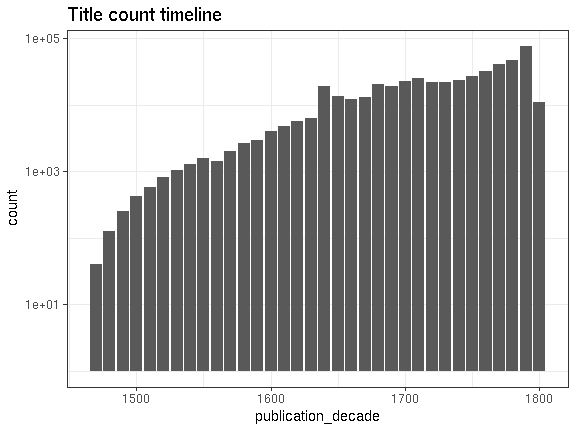 Title count timeline
1e+05
1e+03
1e+01
count
1500 1600 1700 1800
publication_decade